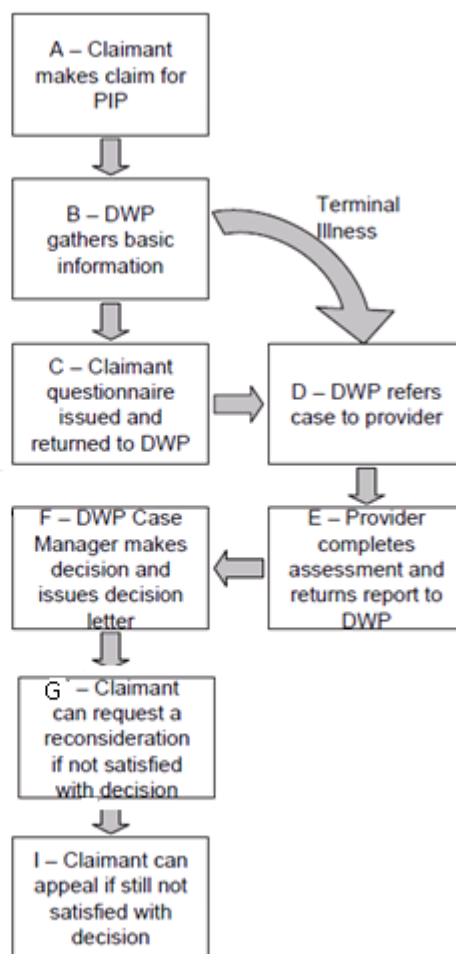 A – Claimant
makes claim for
PIP
B – DWP
gathers basic
information
Terminal
Illness
C – Claimant
questionnaire
issued and
returned to DWP
D – DWP refers
case to provider
E – Provider
completes
assessment and
returns report to
DWP
F – DWP Case
Manager makes
decision and
issues decision
letter
G – Claimant
can request a
reconsideration
if not satisfied
with decision
I – Claimant can
appeal if still not
satisfied with
decision